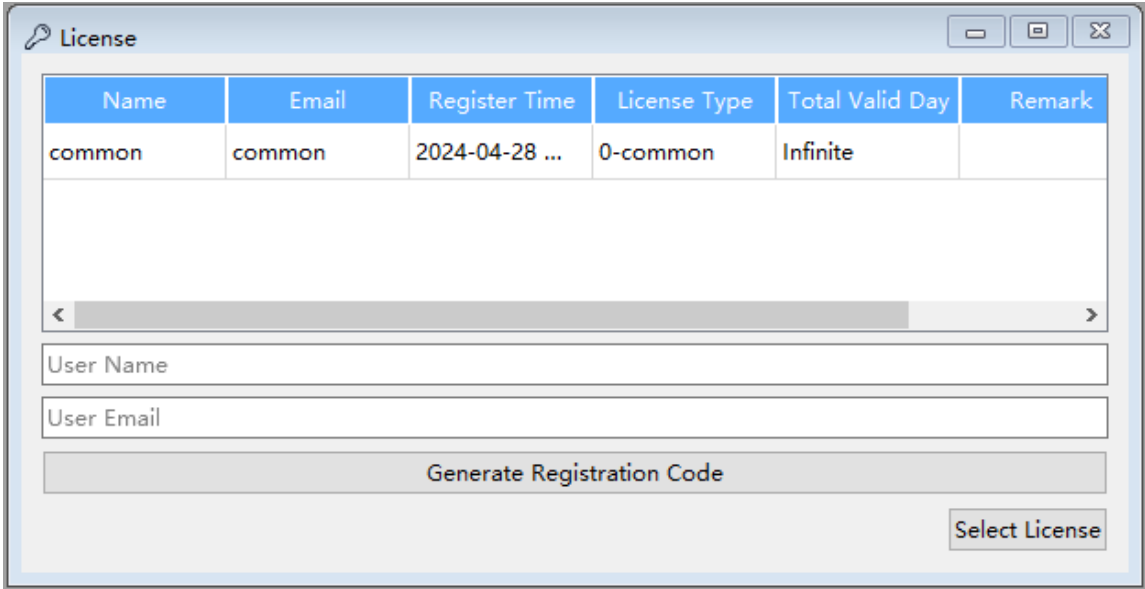 License
Name Email Register Time License Type Total Valid Day Remark
common common 2024-04-28 ... 0-common Infinite
User Name
User Email
Generate Registration Code
Select License